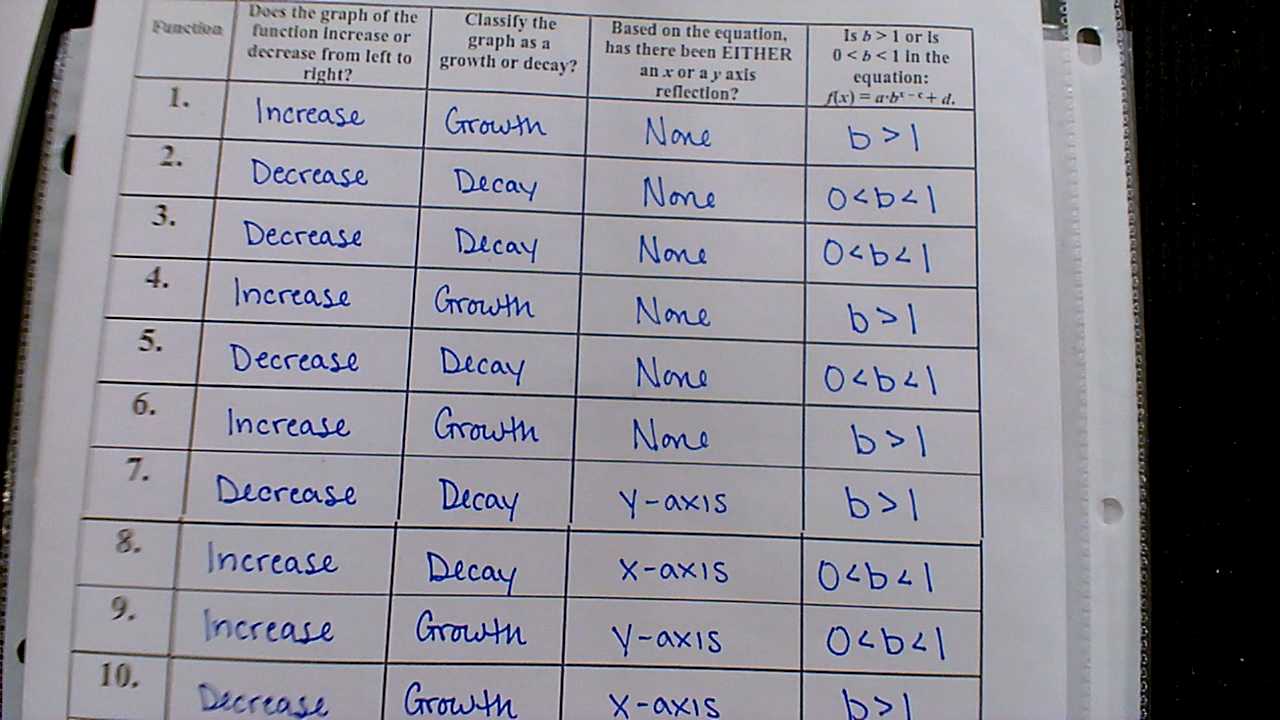 Function
Does the graph of the
function increase or
decrease from left to
right?
Classify the
graph as a
growth or decay?
Based on the equation,
has there been EITHER
an x or a y axis
reflection?
Is b > 1 or is
0 < b < 1 in the
equation:
f(x) = a·b^(x – c) + d.
1. Increase Growth None b > 1
2. Decrease Decay None 0 < b < 1
3. Decrease Decay None 0 < b < 1
4. Increase Growth None b > 1
5. Decrease Decay None 0 < b < 1
6. Increase Growth None b > 1
7. Decrease Decay y-axis b > 1
8. Increase Decay x-axis 0 < b < 1
9. Increase Growth y-axis 0 < b < 1
10. Decrease Growth x-axis b > 1